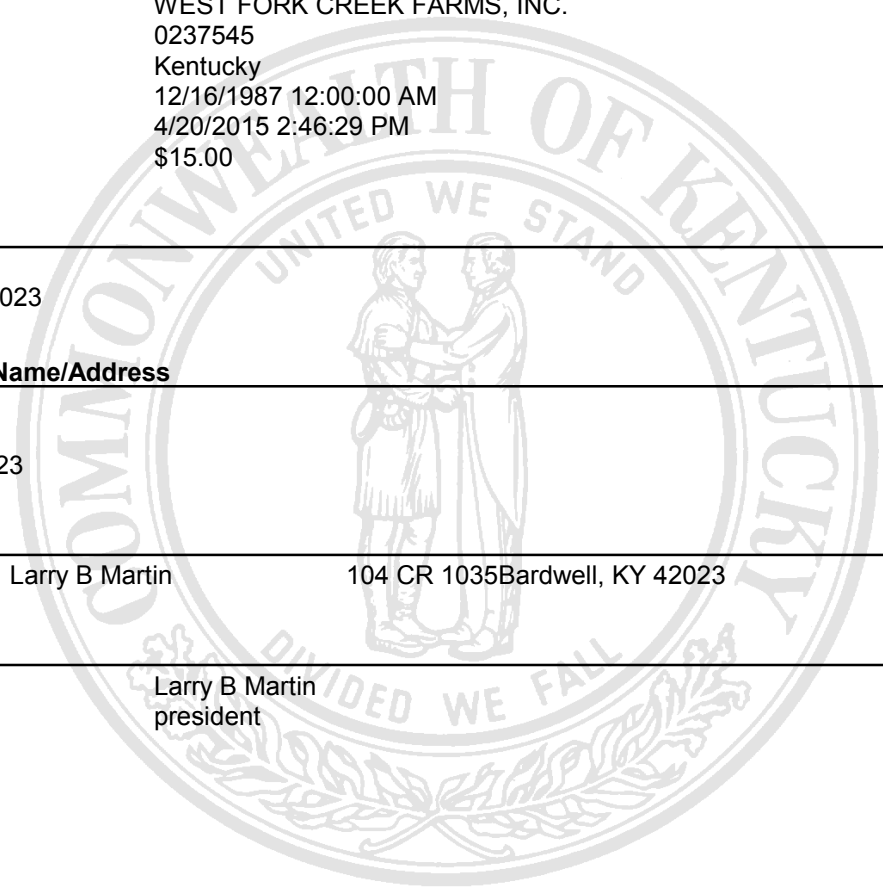 WEST FORK CREEK FARMS, INC.
0237545
Kentucky
12/16/1987 12:00:00 AM
4/20/2015 2:46:29 PM
$15.00
COMMONWEALTH OF KENTUCKY
UNITED WE STAND
023
Name/Address
23
Larry B Martin 104 CR 1035Bardwell, KY 42023
DIVIDED WE FALL
Larry B Martin
president